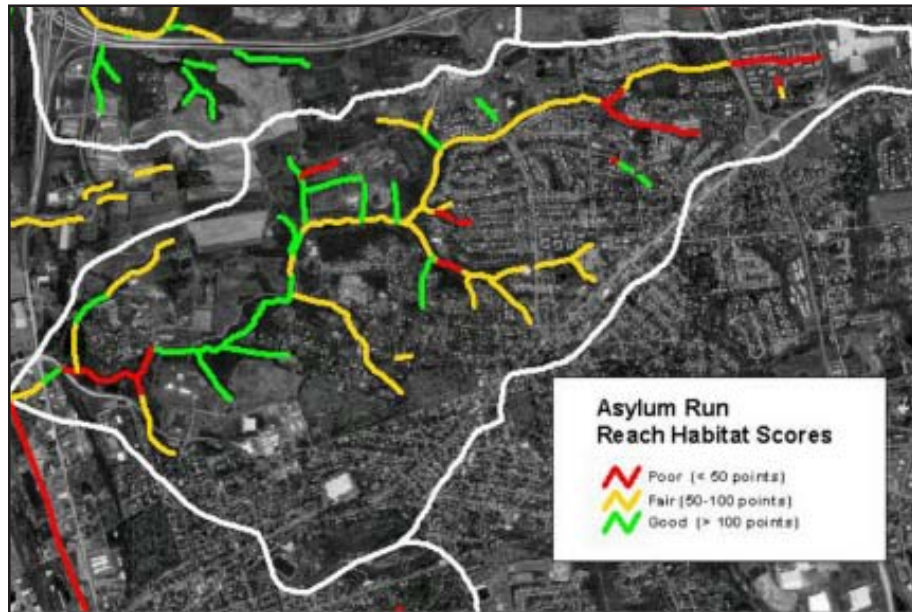 Asylum Run
Reach Habitat Scores
Poor (< 50 points)
Fair (50-100 points)
Good (> 100 points)